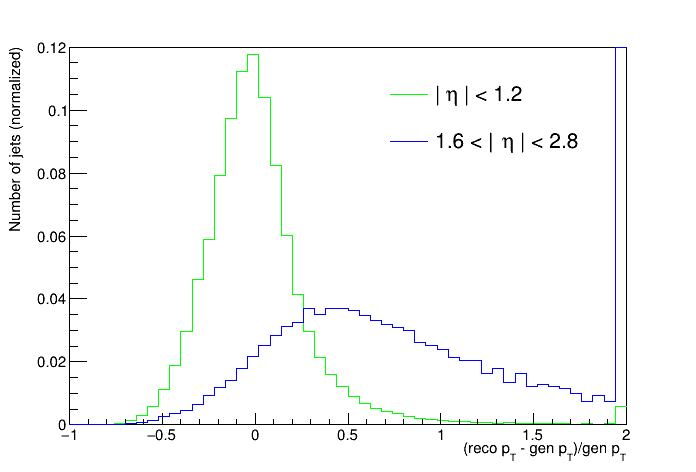 0.12
0.1
0.08
0.06
0.04
0.02
0
Number of jets (normalized)
| η | < 1.2
1.6 < | η | < 2.8
−1 −0.5 0 0.5 1 1.5 2
(reco p_T - gen p_T)/gen p_T